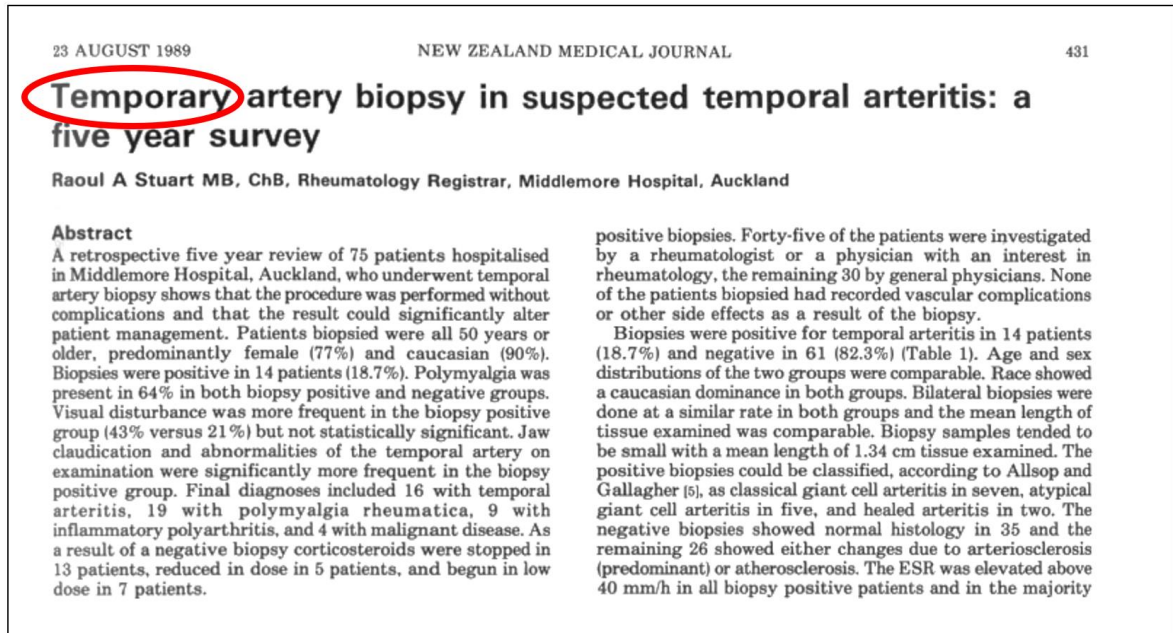 23 AUGUST 1989
NEW ZEALAND MEDICAL JOURNAL
431
Temporary artery biopsy in suspected temporal arteritis: a
five year survey
Raoul A Stuart MB, ChB, Rheumatology Registrar, Middlemore Hospital, Auckland
Abstract
A retrospective five year review of 75 patients hospitalised
in Middlemore Hospital, Auckland, who underwent temporal
artery biopsy shows that the procedure was performed without
complications and that the result could significantly alter
patient management. Patients biopsied were all 50 years or
older, predominantly female (77%) and caucasian (90%).
Biopsies were positive in 14 patients (18.7%). Polymyalgia was
present in 64% in both biopsy positive and negative groups.
Visual disturbance was more frequent in the biopsy positive
group (43% versus 21%) but not statistically significant. Jaw
claudication and abnormalities of the temporal artery on
examination were significantly more frequent in the biopsy
positive group. Final diagnoses included 16 with temporal
arteritis, 19 with polymyalgia rheumatica, 9 with
inflammatory polyarthritis, and 4 with malignant disease. As
a result of a negative biopsy corticosteroids were stopped in
13 patients, reduced in dose in 5 patients, and begun in low
dose in 7 patients.
positive biopsies. Forty-five of the patients were investigated
by a rheumatologist or a physician with an interest in
rheumatology, the remaining 30 by general physicians. None
of the patients biopsied had recorded vascular complications
or other side effects as a result of the biopsy.
Biopsies were positive for temporal arteritis in 14 patients
(18.7%) and negative in 61 (82.3%) (Table 1). Age and sex
distributions of the two groups were comparable. Race showed
a caucasian dominance in both groups. Bilateral biopsies were
done at a similar rate in both groups and the mean length of
tissue examined was comparable. Biopsy samples tended to
be small with a mean length of 1.34 cm tissue examined. The
positive biopsies could be classified, according to Allsop and
Gallagher [5], as classical giant cell arteritis in seven, atypical
giant cell arteritis in five, and healed arteritis in two. The
negative biopsies showed normal histology in 35 and the
remaining 26 showed either changes due to arteriosclerosis
(predominant) or atherosclerosis. The ESR was elevated above
40 mm/h in all biopsy positive patients and in the majority